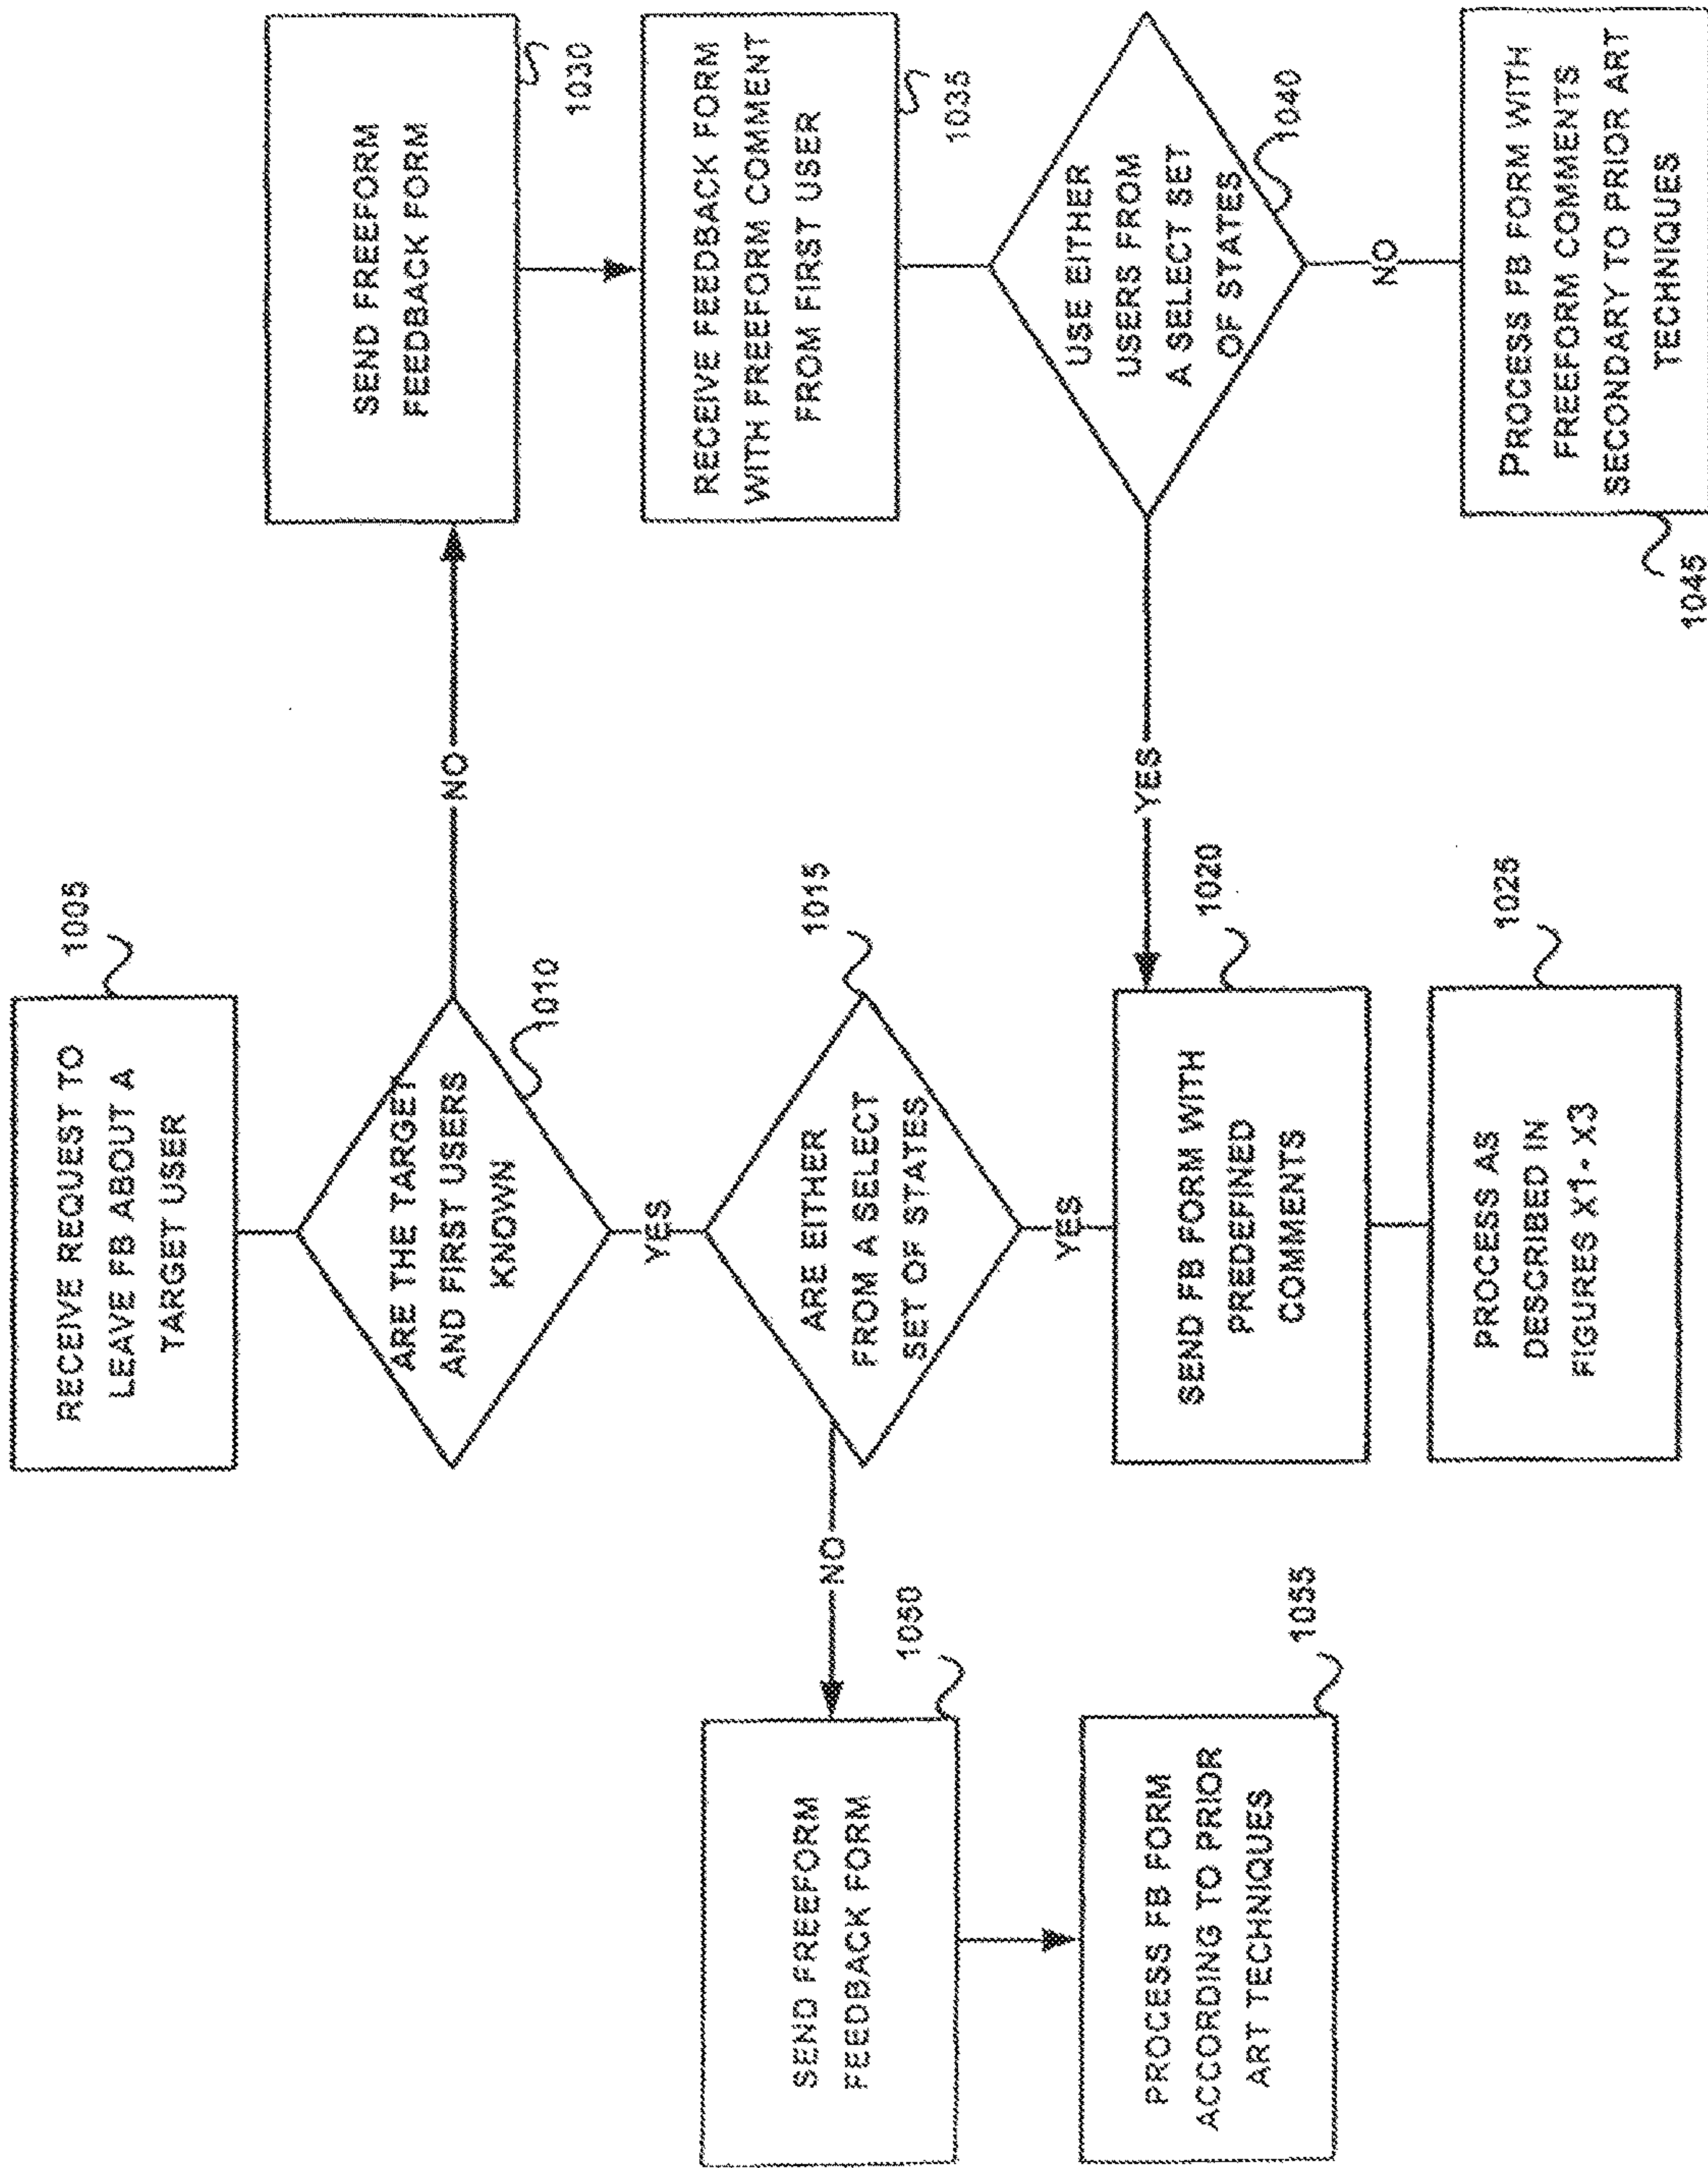 RECEIVE REQUEST TO
LEAVE FB ABOUT A
TARGET USER
1005
ARE THE TARGET
AND FIRST USERS
KNOWN
1010
NO
YES
SEND FREEFORM
FEEDBACK FORM
1030
RECEIVE FEEDBACK FORM
WITH FREEFORM COMMENT
FROM FIRST USER
1035
ARE EITHER
FROM A SELECT
SET OF STATES
1015
NO
YES
USE EITHER
USERS FROM
A SELECT SET
OF STATES
1040
YES
NO
SEND FREEFORM
FEEDBACK FORM
1050
PROCESS FB FORM
ACCORDING TO PRIOR
ART TECHNIQUES
1055
SEND FB FORM WITH
PREDEFINED
COMMENTS
1020
PROCESS AS
DESCRIBED IN
FIGURES X1- X3
1025
PROCESS FB FORM WITH
FREEFORM COMMENTS
SECONDARY TO PRIOR ART
TECHNIQUES
1045